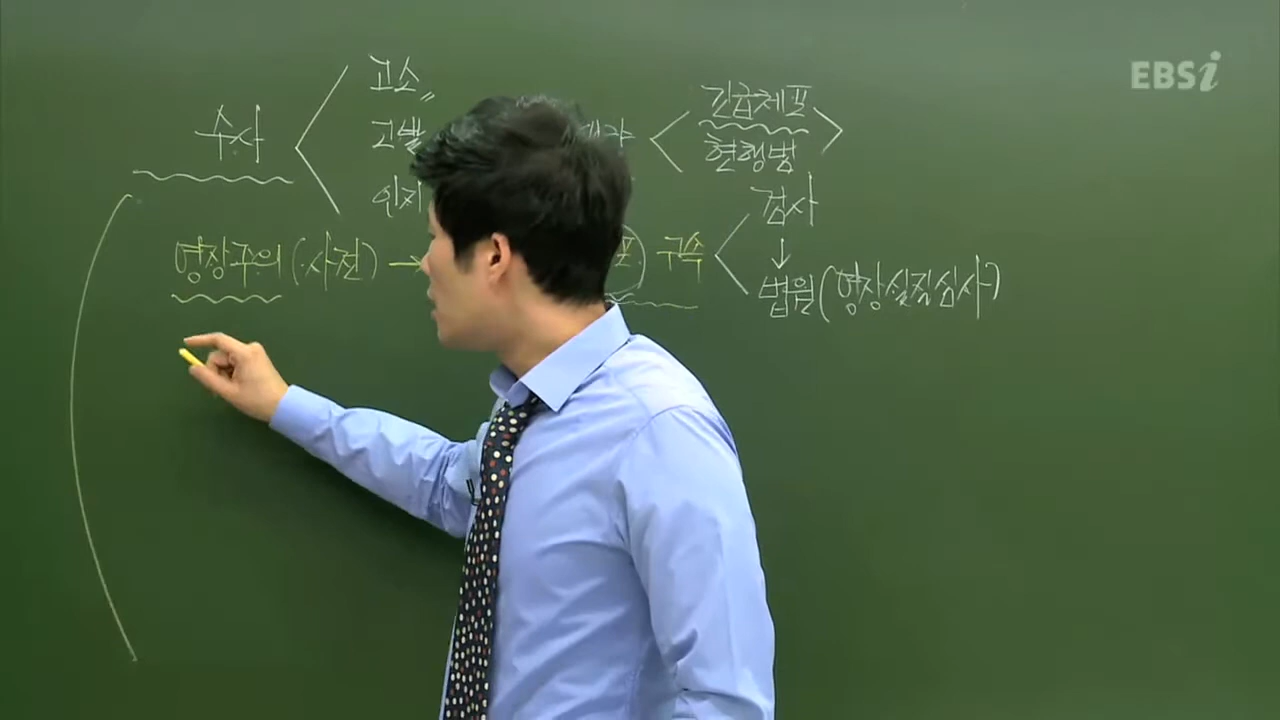 EBSi
고소
수사 고발 긴급체포
인지 현행범
영장주의(사전) → 포 구속 검사
↓
법원(영장실질심사)